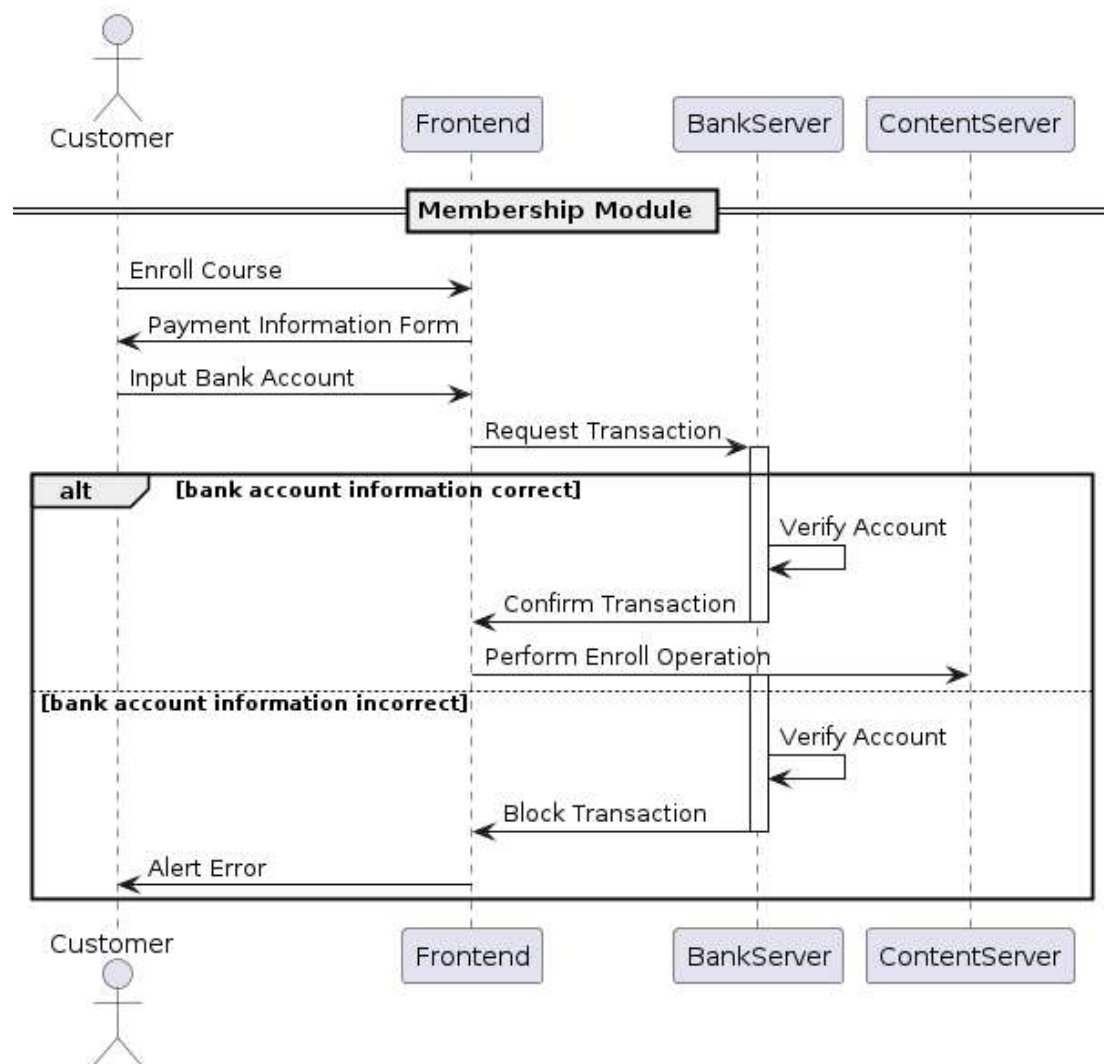 Customer
Frontend
BankServer
ContentServer
Membership Module
Enroll Course
Payment Information Form
Input Bank Account
Request Transaction
alt
[bank account information correct]
Verify Account
Confirm Transaction
Perform Enroll Operation
[bank account information incorrect]
Verify Account
Block Transaction
Alert Error
Customer
Frontend
BankServer
ContentServer